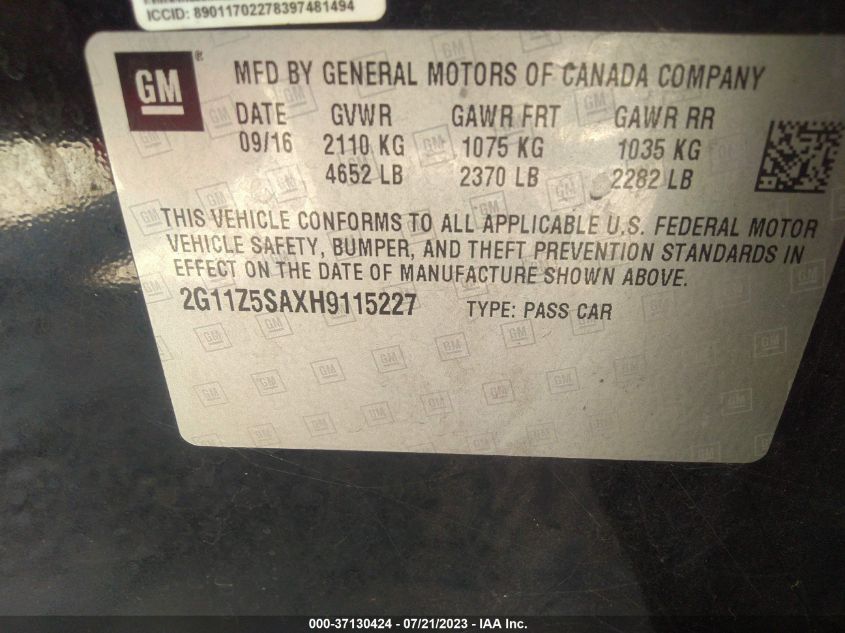 ICCID: 89011702278397481494
GM ®
MFD BY GENERAL MOTORS OF CANADA COMPANY
DATE GVWR GAWR FRT GAWR RR
09/16 2110 KG 1075 KG 1035 KG
4652 LB 2370 LB 2282 LB
THIS VEHICLE CONFORMS TO ALL APPLICABLE U.S. FEDERAL MOTOR
VEHICLE SAFETY, BUMPER, AND THEFT PREVENTION STANDARDS IN
EFFECT ON THE DATE OF MANUFACTURE SHOWN ABOVE.
2G11Z5SAXH9115227 TYPE: PASS CAR
000-37130424 - 07/21/2023 - IAA Inc.